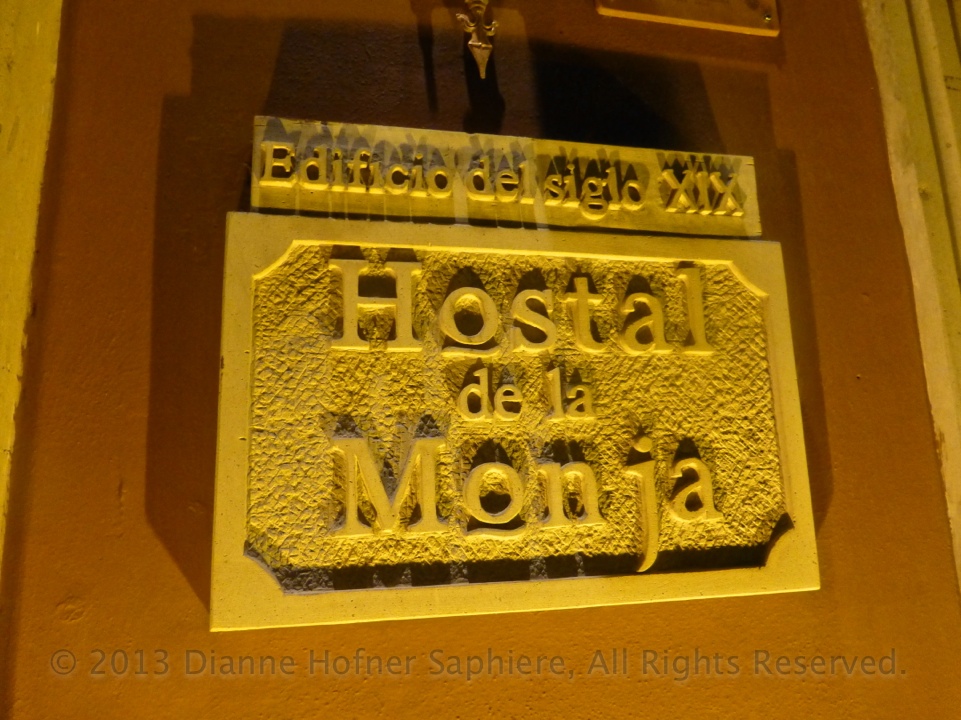 Edificio del siglo XIX
Hostal
de la
Monja
© 2013 Dianne Hofner Saphiere, All Rights Reserved.